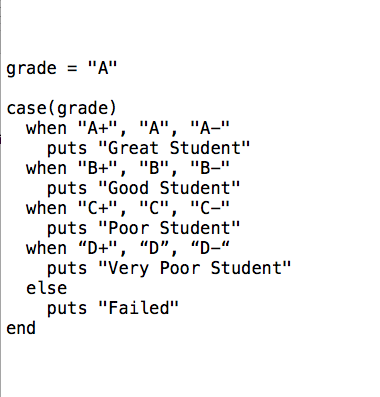 grade = "A"
case(grade)
when "A+", "A", "A-"
puts "Great Student"
when "B+", "B", "B-"
puts "Good Student"
when "C+", "C", "C-"
puts "Poor Student"
when “D+", “D”, “D-“
puts "Very Poor Student"
else
puts "Failed"
end